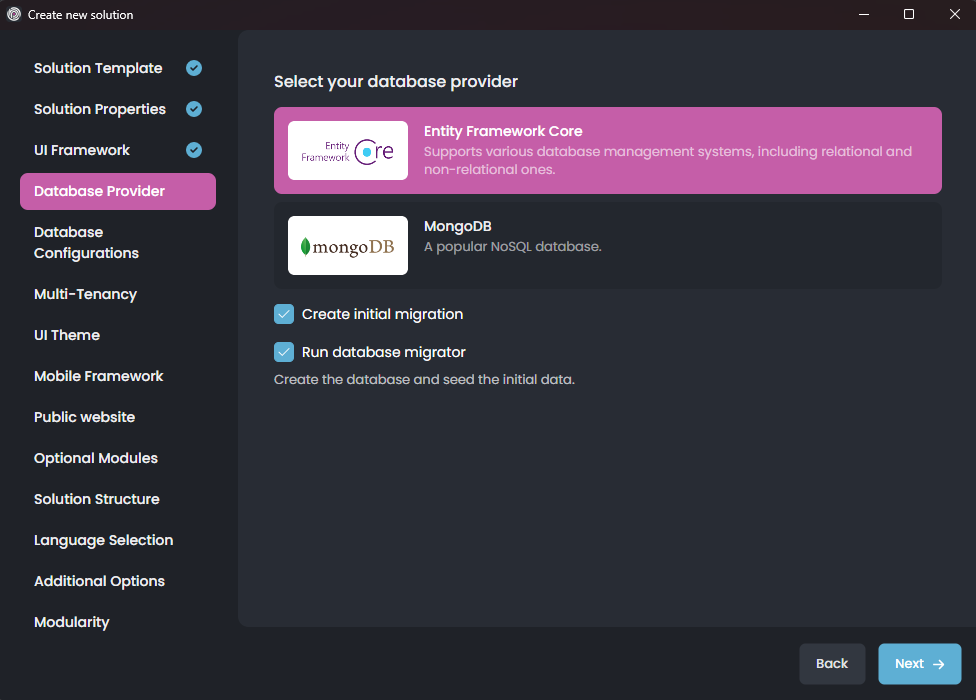 Create new solution
Solution Template
Solution Properties
UI Framework
Database Provider
Database
Configurations
Multi-Tenancy
UI Theme
Mobile Framework
Public website
Optional Modules
Solution Structure
Language Selection
Additional Options
Modularity
Select your database provider
Entity
Framework Core
Entity Framework Core
Supports various database management systems, including relational and
non-relational ones.
mongoDB
MongoDB
A popular NoSQL database.
Create initial migration
Run database migrator
Create the database and seed the initial data.
Back
Next →